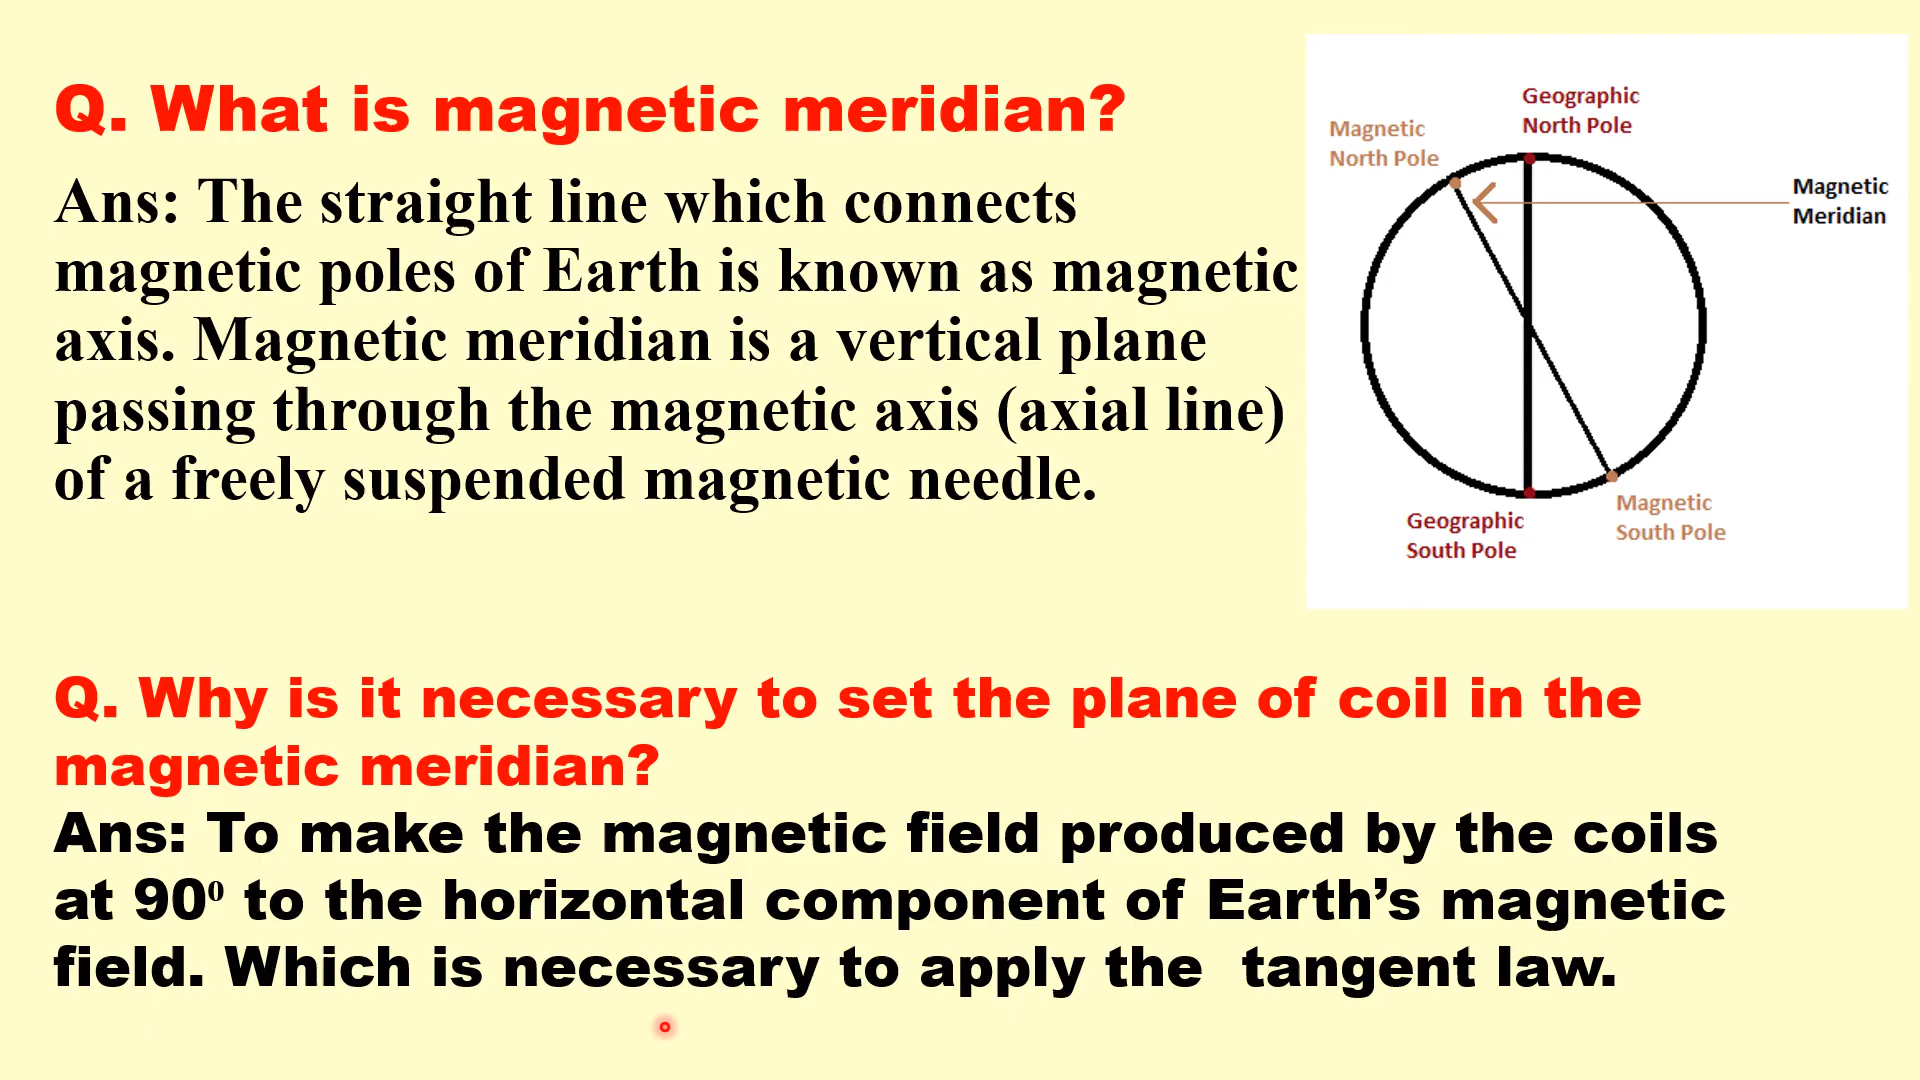 Q. What is magnetic meridian?
Ans: The straight line which connects
magnetic poles of Earth is known as magnetic
axis. Magnetic meridian is a vertical plane
passing through the magnetic axis (axial line)
of a freely suspended magnetic needle.
Geographic
North Pole
Magnetic
North Pole
Magnetic
Meridian
Geographic
South Pole
Magnetic
South Pole
Q. Why is it necessary to set the plane of coil in the
magnetic meridian?
Ans: To make the magnetic field produced by the coils
at 90⁰ to the horizontal component of Earth’s magnetic
field. Which is necessary to apply the  tangent law.